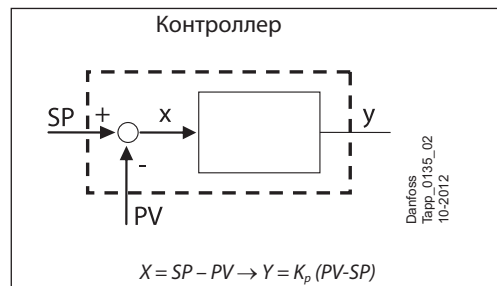 Контроллер
SP
+
x
y
-
PV
Danfoss
Tapp_0135_02
10-2012
X = SP – PV → Y = Kp (PV-SP)